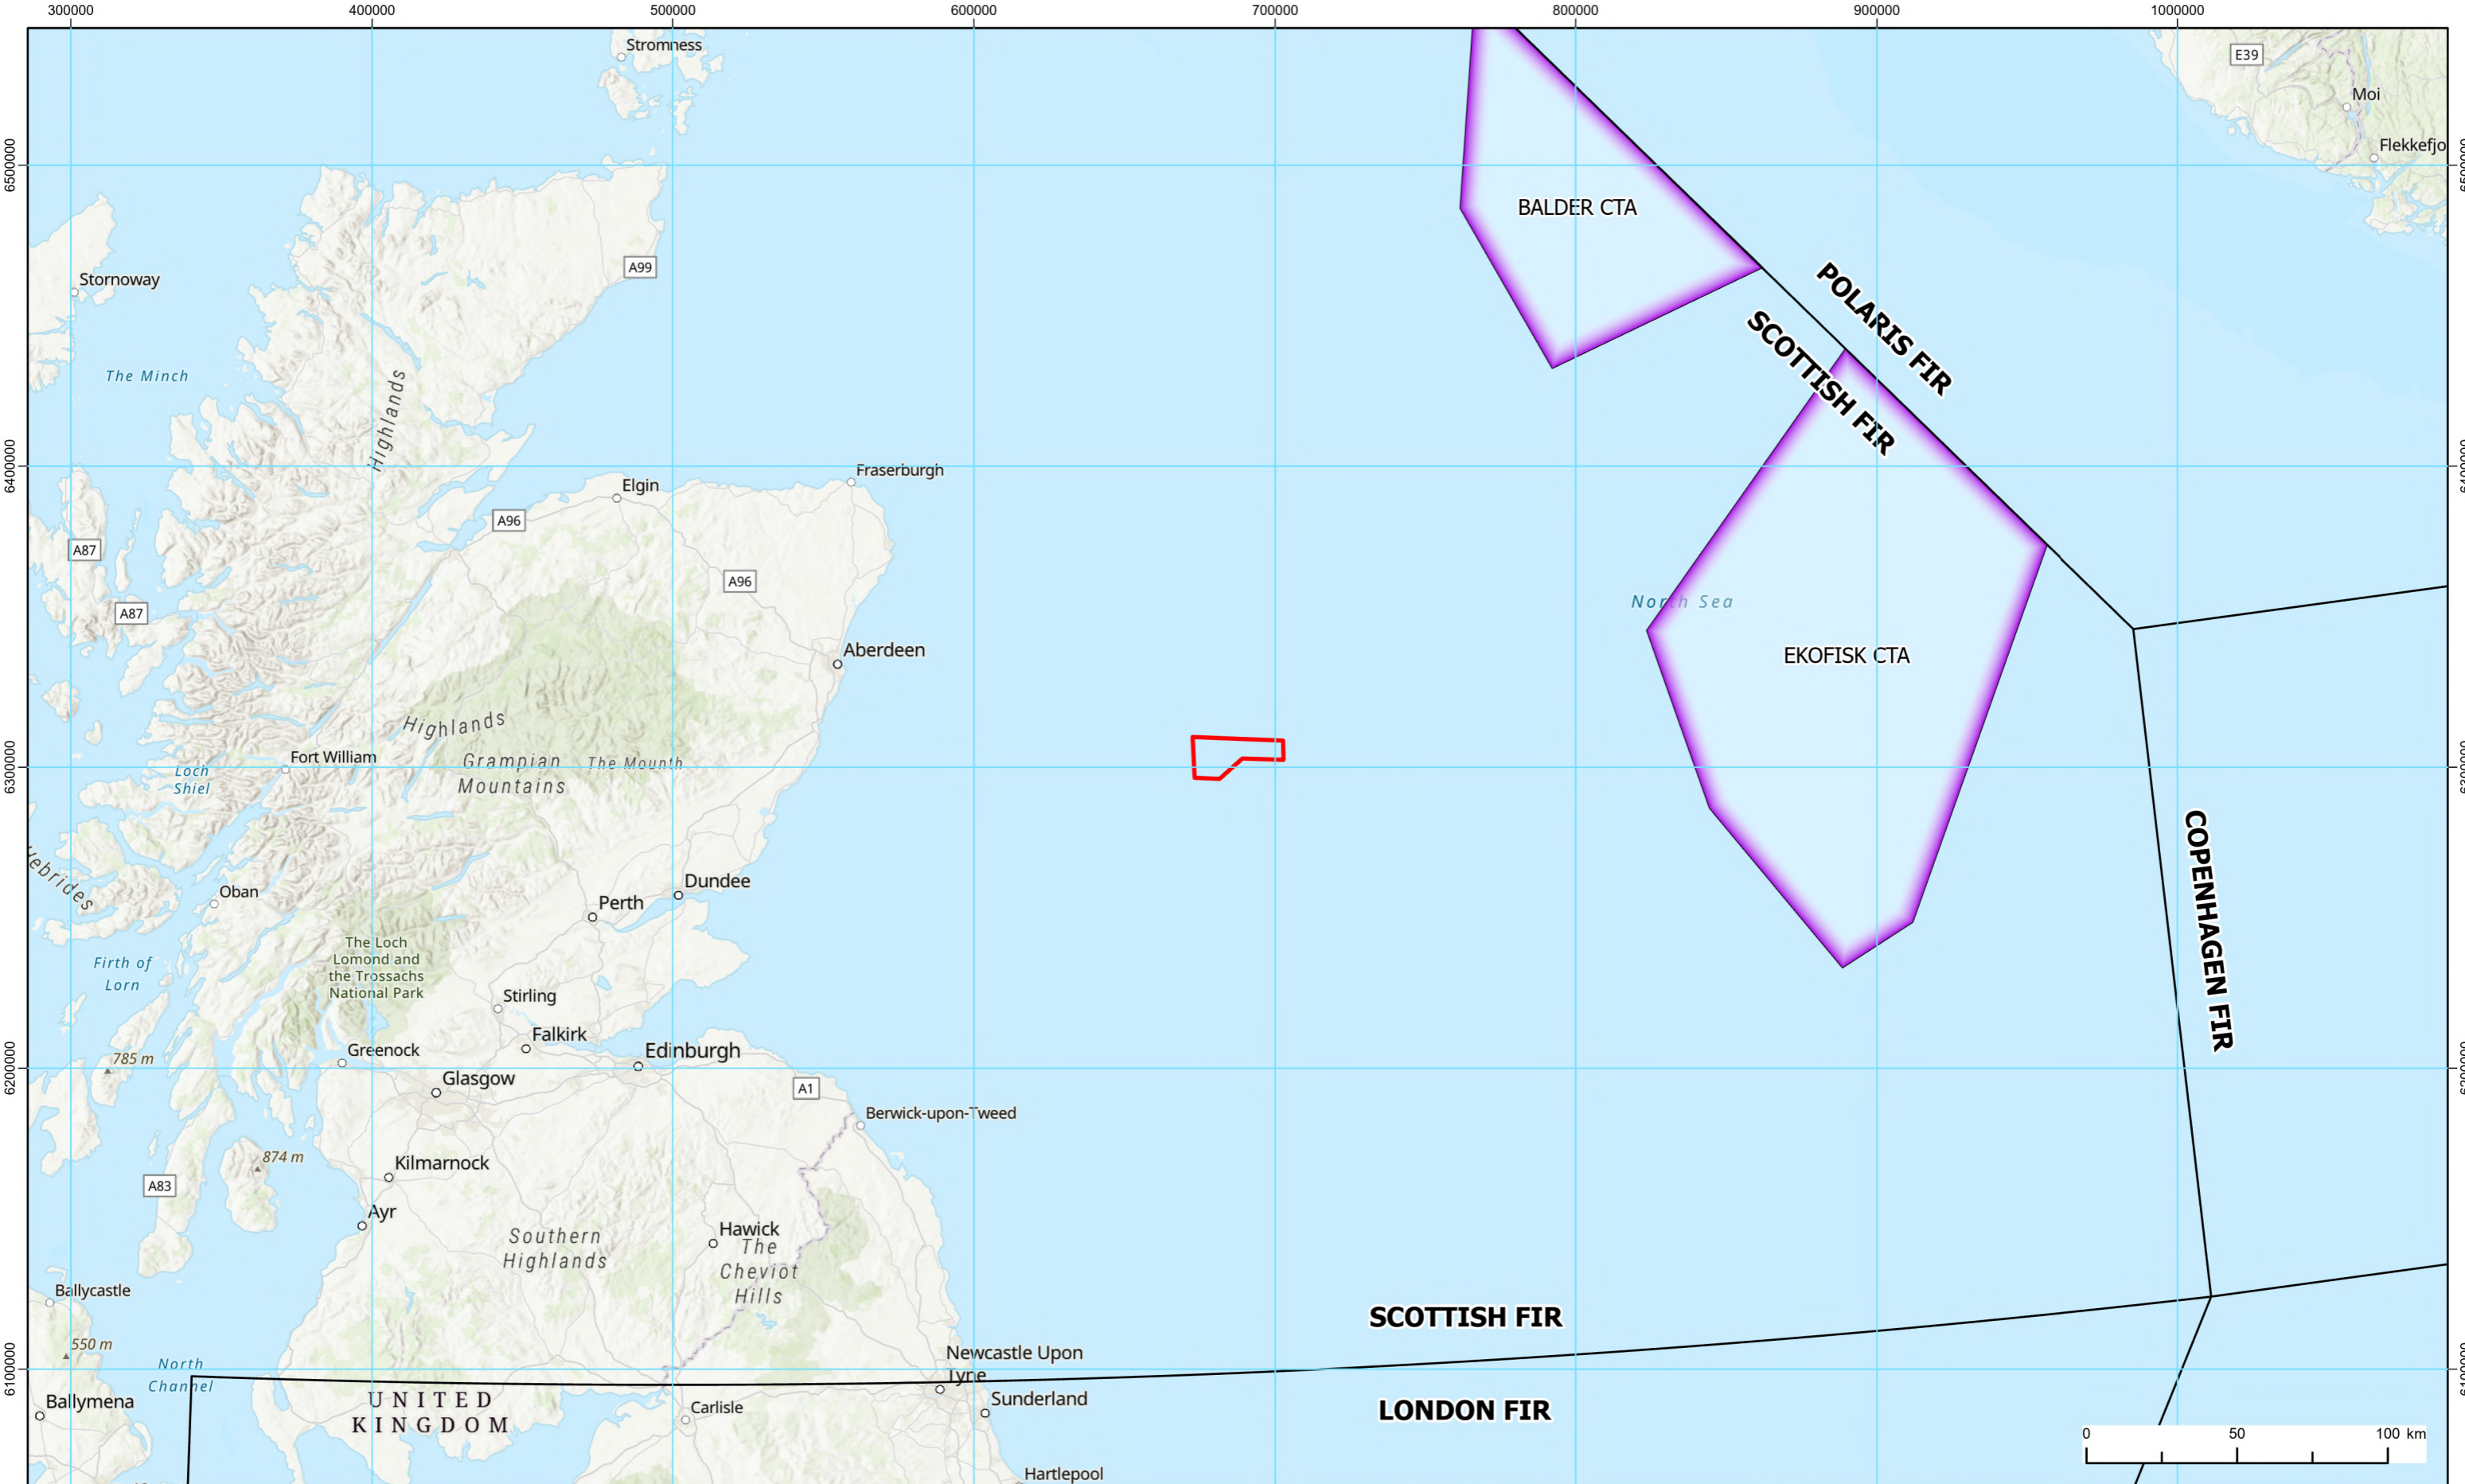 300000
400000
500000
600000
700000
800000
900000
1000000
Stromness
E39
Moi
Flekkefjo
6500000
6500000
BALDER CTA
A99
Stornoway
POLARIS FIR
SCOTTISH FIR
The Minch
Highlands
6400000
6400000
Fraserburgh
Elgin
A96
A87
A96
A87
North Sea
Aberdeen
EKOFISK CTA
Highlands
Fort William
Grampian
Mountains
The Mounth
6300000
6300000
Loch
Shiel
COPENHAGEN FIR
Hebrides
Oban
Dundee
Perth
The Loch
Lomond and
the Trossachs
National Park
Firth of
Lorn
Stirling
Falkirk
785 m
Greenock
Edinburgh
6200000
6200000
Glasgow
A1
Berwick-upon-Tweed
874 m
Kilmarnock
A83
Ayr
Southern
Highlands
Hawick
The
Cheviot
Hills
Ballycastle
SCOTTISH FIR
550 m
Newcastle Upon
Tyne
North
Channel
6100000
6100000
UNITED
KINGDOM
Ballymena
Carlisle
Sunderland
LONDON FIR
0 50 100 km
Hartlepool